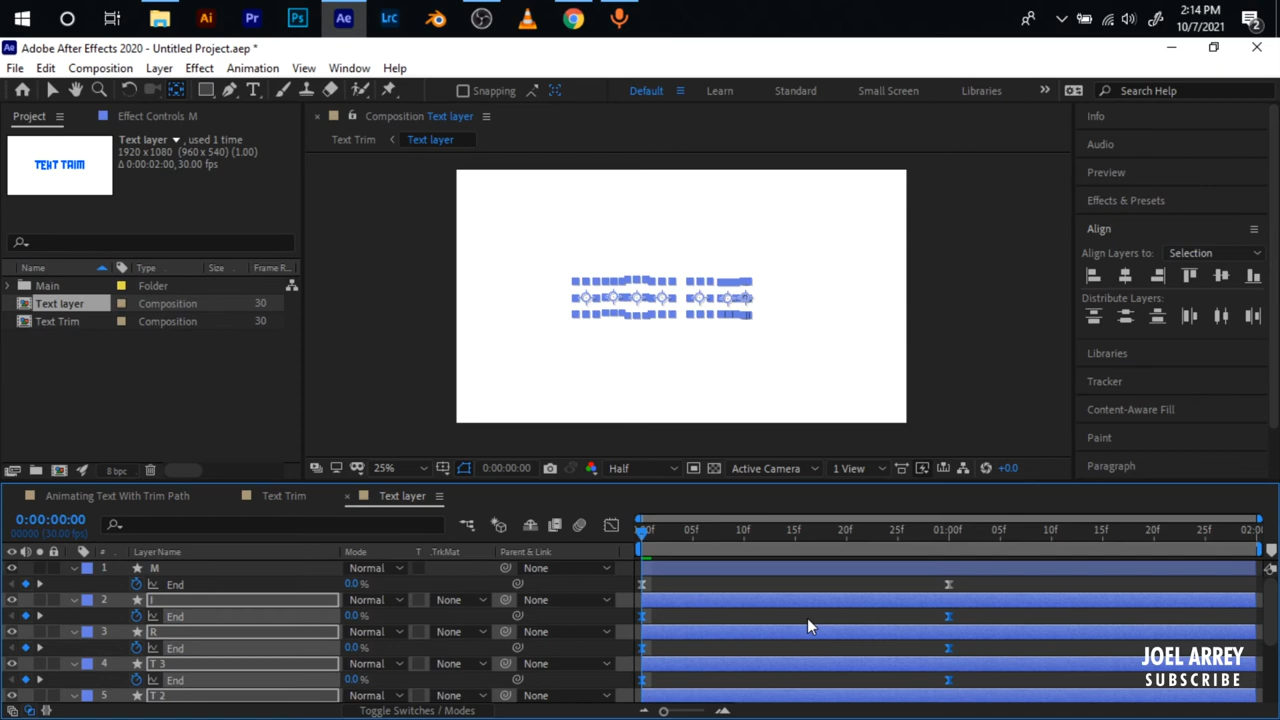 2:14 PM
10/7/2021
2
Adobe After Effects 2020 - Untitled Project.aep *
File Edit Composition Layer Effect Animation View Window Help
Snapping
Default Learn Standard Small Screen Libraries
Search Help
Project
Effect Controls M
Text layer ▼, used 1 time
1920 x 1080 (960 x 540) (1.00)
Δ 0:00:02:00, 30.00 fps
TEXT TRIM
Name Type Size Frame R...
Main Folder
Text layer Composition 30
Text Trim Composition 30
8 bpc
Composition Text layer
Text Trim Text layer
25% 0:00:00:00 Half Active Camera 1 View +0.0
Info
Audio
Preview
Effects & Presets
Align
Align Layers to: Selection
Distribute Layers:
Libraries
Tracker
Content-Aware Fill
Paint
Paragraph
Animating Text With Trim Path
Text Trim
Text layer
0:00:00:00
00000 (30.00 fps)
# Layer Name Mode T .TrkMat Parent & Link
:00f 05f 10f 15f 20f 25f 01:00f 05f 10f 15f 20f 25f 02:0
1 M Normal None
End 0.0 %
2 I Normal None None
End 0.0 %
3 R Normal None None
End 0.0 %
4 T 3 Normal None None
End 0.0 %
5 T 2 Normal None None
Toggle Switches / Modes
JOEL ARREY
SUBSCRIBE